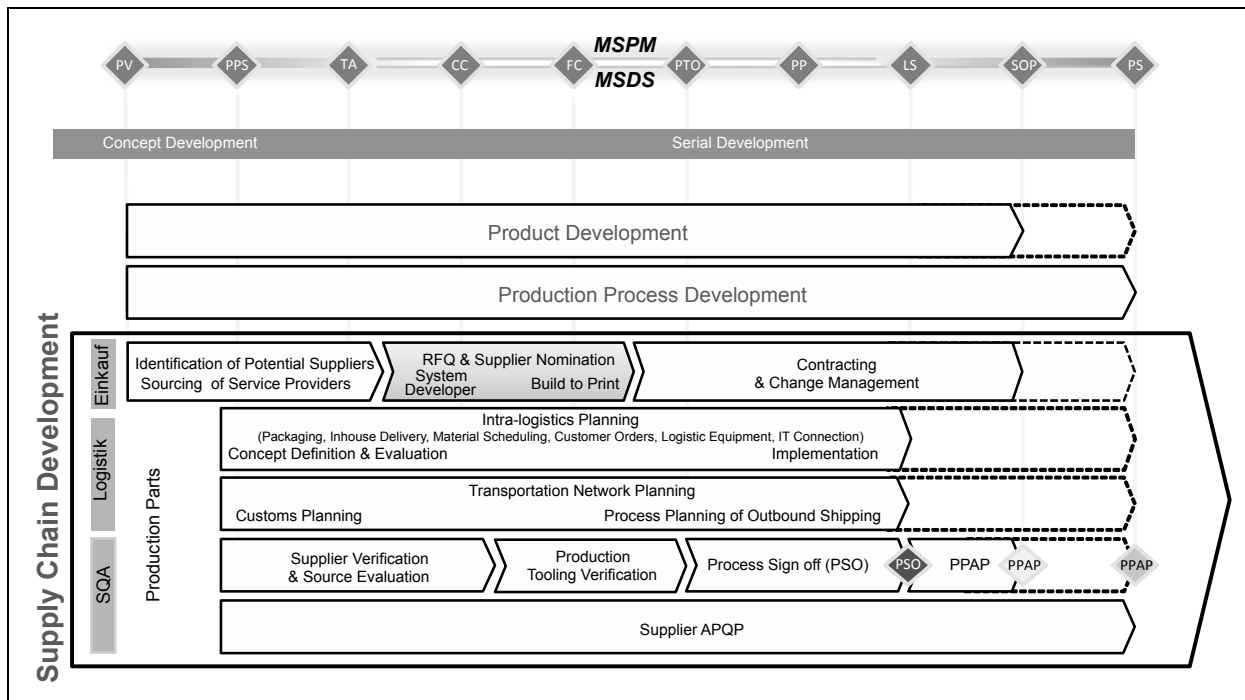 MSPM
PV PPS TA CC FC PTO PP LS SOP PS
MSDS
Concept Development Serial Development
Product Development
Production Process Development
Supply Chain Development
Einkauf
Identification of Potential Suppliers
Sourcing of Service Providers
RFQ & Supplier Nomination
System
Developer
Build to Print
Contracting
& Change Management
Logistik
Production Parts
Intra-logistics Planning
(Packaging, Inhouse Delivery, Material Scheduling, Customer Orders, Logistic Equipment, IT Connection)
Concept Definition & Evaluation Implementation
Transportation Network Planning
Customs Planning Process Planning of Outbound Shipping
SQA
Supplier Verification
& Source Evaluation
Production
Tooling Verification
Process Sign off (PSO)
PSO
PPAP
PPAP
PPAP
Supplier APQP